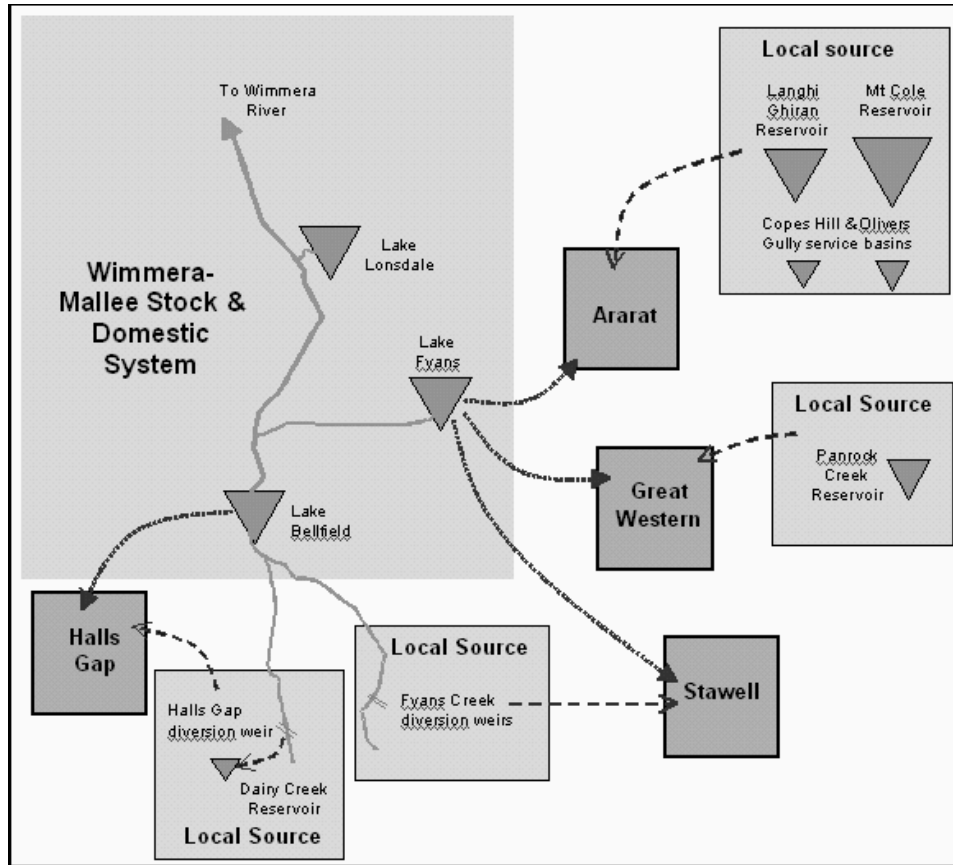 Local source
Langhi
Ghiran
Reservoir
Mt Cole
Reservoir
Copes Hill & Olivers
Gully service basins
To Wimmera
River
Lake
Lonsdale
Wimmera-
Mallee Stock &
Domestic
System
Ararat
Lake
Fyans
Local Source
Panrock
Creek
Reservoir
Great
Western
Lake
Bellfield
Halls
Gap
Local Source
Fyans Creek
diversion weirs
Stawell
Halls Gap
diversion weir
Dairy Creek
Reservoir
Local Source